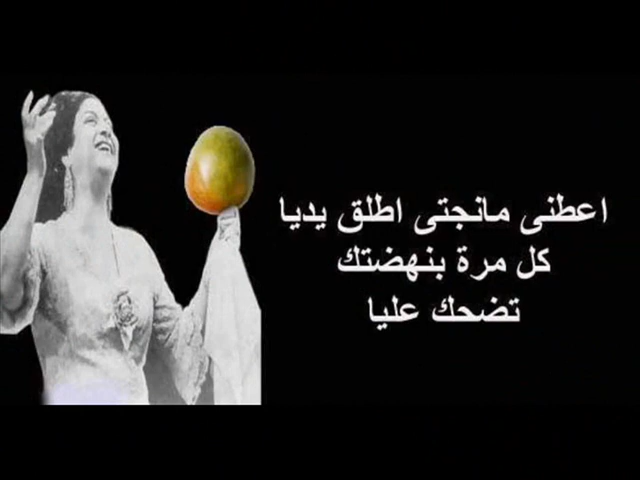 اعطنى مانجتى اطلق يديا
كل مرة بنهضتك
تضحك عليا